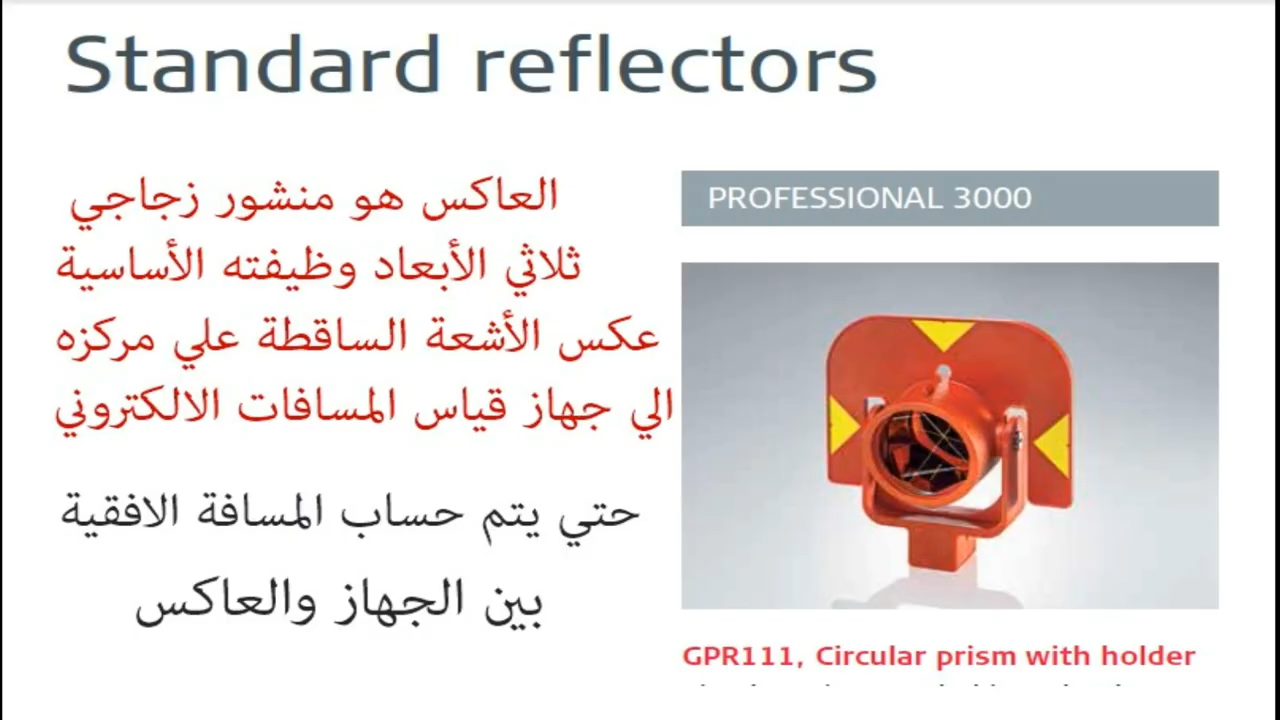 Standard reflectors
العاكس هو منشور زجاجي
ثلاثي الأبعاد وظيفته الأساسية
عكس الأشعة الساقطة علي مركزه
الي جهاز قياس المسافات الالكتروني
حتي يتم حساب المسافة الافقية
بين الجهاز والعاكس
PROFESSIONAL 3000
GPR111, Circular prism with holder